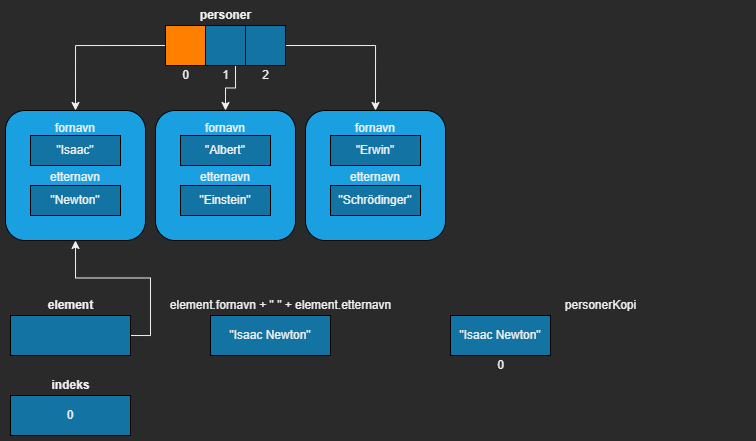 personer
0 1 2
fornavn
"Isaac"
etternavn
"Newton"
fornavn
"Albert"
etternavn
"Einstein"
fornavn
"Erwin"
etternavn
"Schrödinger"
element
element.fornavn + " " + element.etternavn
"Isaac Newton"
personerKopi
"Isaac Newton"
0
indeks
0